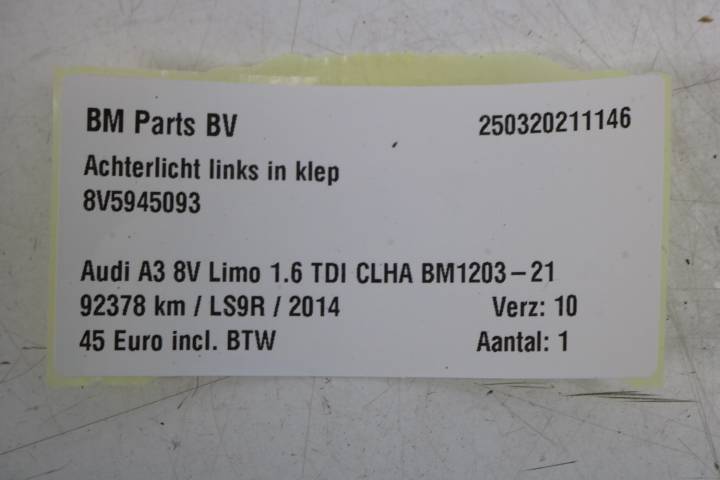 BM Parts BV 250320211146
Achterlicht links in klep
8V5945093
Audi A3 8V Limo 1.6 TDI CLHA BM1203-21
92378 km / LS9R / 2014 Verz: 10
45 Euro incl. BTW Aantal: 1